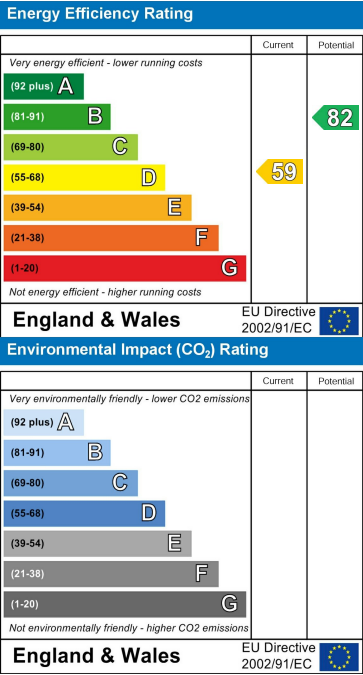 Energy Efficiency Rating
Current Potential
Very energy efficient - lower running costs
(92 plus) A
(81-91) B 82
(69-80) C
(55-68) D 59
(39-54) E
(21-38) F
(1-20) G
Not energy efficient - higher running costs
England & Wales EU Directive
2002/91/EC
Environmental Impact (CO₂) Rating
Current Potential
Very environmentally friendly - lower CO2 emissions
(92 plus) A
(81-91) B
(69-80) C
(55-68) D
(39-54) E
(21-38) F
(1-20) G
Not environmentally friendly - higher CO2 emissions
England & Wales EU Directive
2002/91/EC